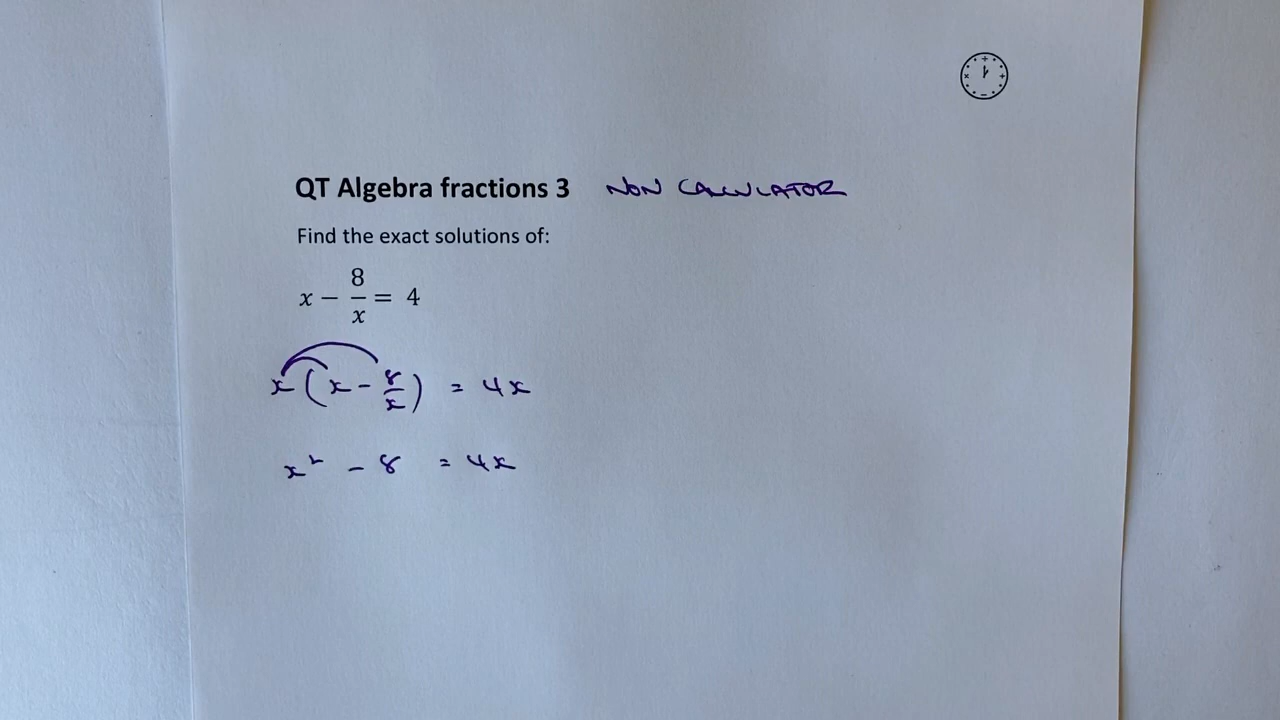 QT Algebra fractions 3 NON CALCULATOR
Find the exact solutions of:
x − 8/x = 4
x(x − 8/x) = 4x
x² − 8 = 4x